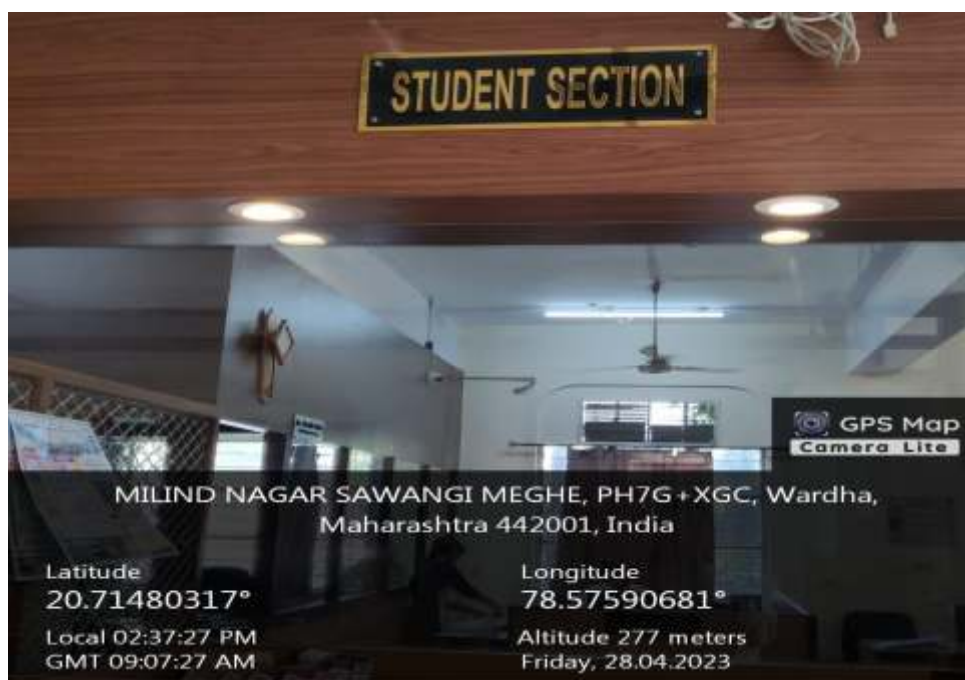 STUDENT SECTION
GPS Map
Camera Lite
MILIND NAGAR SAWANGI MEGHE, PH7G+XGC, Wardha,
Maharashtra 442001, India
Latitude
20.71480317°
Longitude
78.57590681°
Local 02:37:27 PM
GMT 09:07:27 AM
Altitude 277 meters
Friday, 28.04.2023